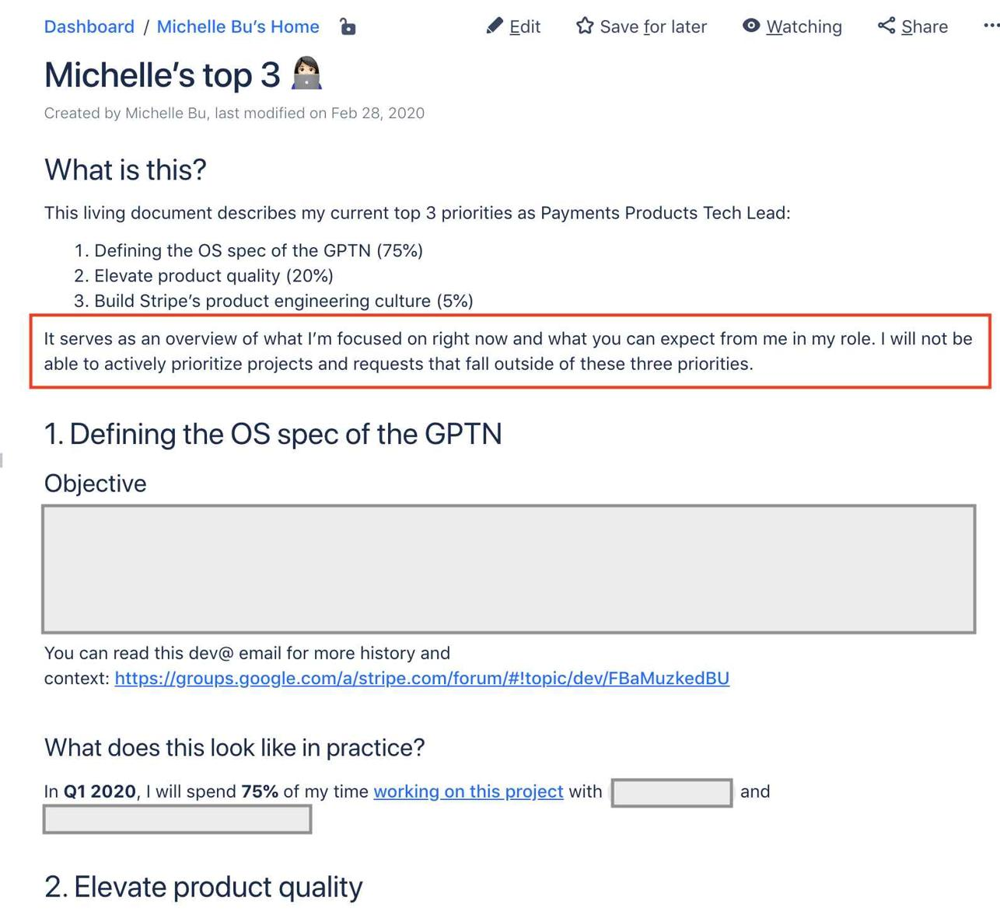 Dashboard / Michelle Bu’s Home Edit Save for later Watching Share ...
Michelle’s top 3
Created by Michelle Bu, last modified on Feb 28, 2020
What is this?
This living document describes my current top 3 priorities as Payments Products Tech Lead:
1. Defining the OS spec of the GPTN (75%)
2. Elevate product quality (20%)
3. Build Stripe’s product engineering culture (5%)
It serves as an overview of what I’m focused on right now and what you can expect from me in my role. I will not be
able to actively prioritize projects and requests that fall outside of these three priorities.
1. Defining the OS spec of the GPTN
Objective
You can read this dev@ email for more history and
context: https://groups.google.com/a/stripe.com/forum/#!topic/dev/FBaMuzkedBU
What does this look like in practice?
In Q1 2020, I will spend 75% of my time working on this project with and
2. Elevate product quality